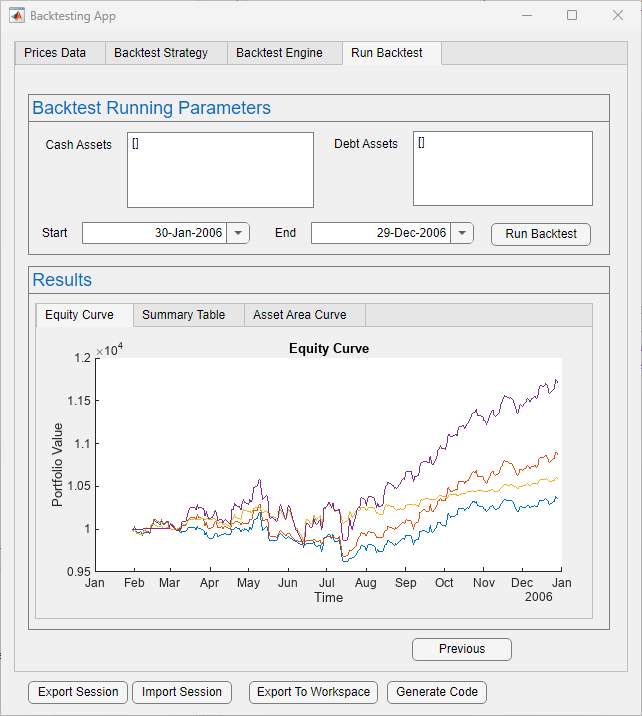 Backtesting App
Prices Data Backtest Strategy Backtest Engine Run Backtest
Backtest Running Parameters
Cash Assets [] Debt Assets []
Start 30-Jan-2006 End 29-Dec-2006 Run Backtest
Results
Equity Curve Summary Table Asset Area Curve
Equity Curve
×10⁴
1.2
1.15
1.1
1.05
1
0.95
Portfolio Value
Jan Feb Mar Apr May Jun Jul Aug Sep Oct Nov Dec Jan
Time 2006
Previous
Export Session Import Session Export To Workspace Generate Code